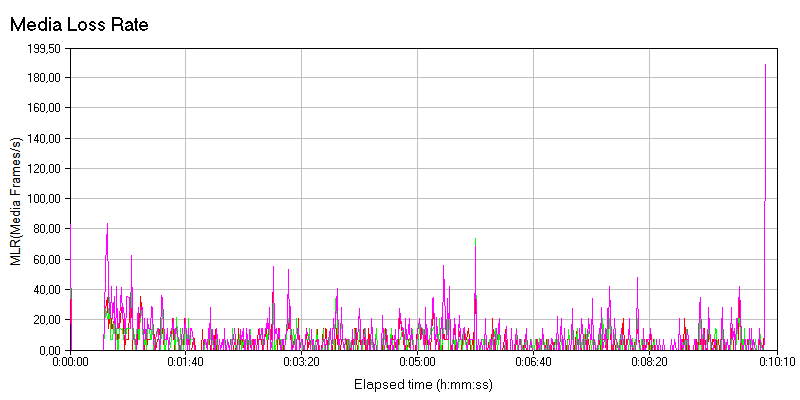 Media Loss Rate
199,50
180,00
160,00
140,00
120,00
100,00
80,00
60,00
40,00
20,00
0,00
MLR(Media Frames/s)
0:00:00 0:01:40 0:03:20 0:05:00 0:06:40 0:08:20 0:10:10
Elapsed time (h:mm:ss)